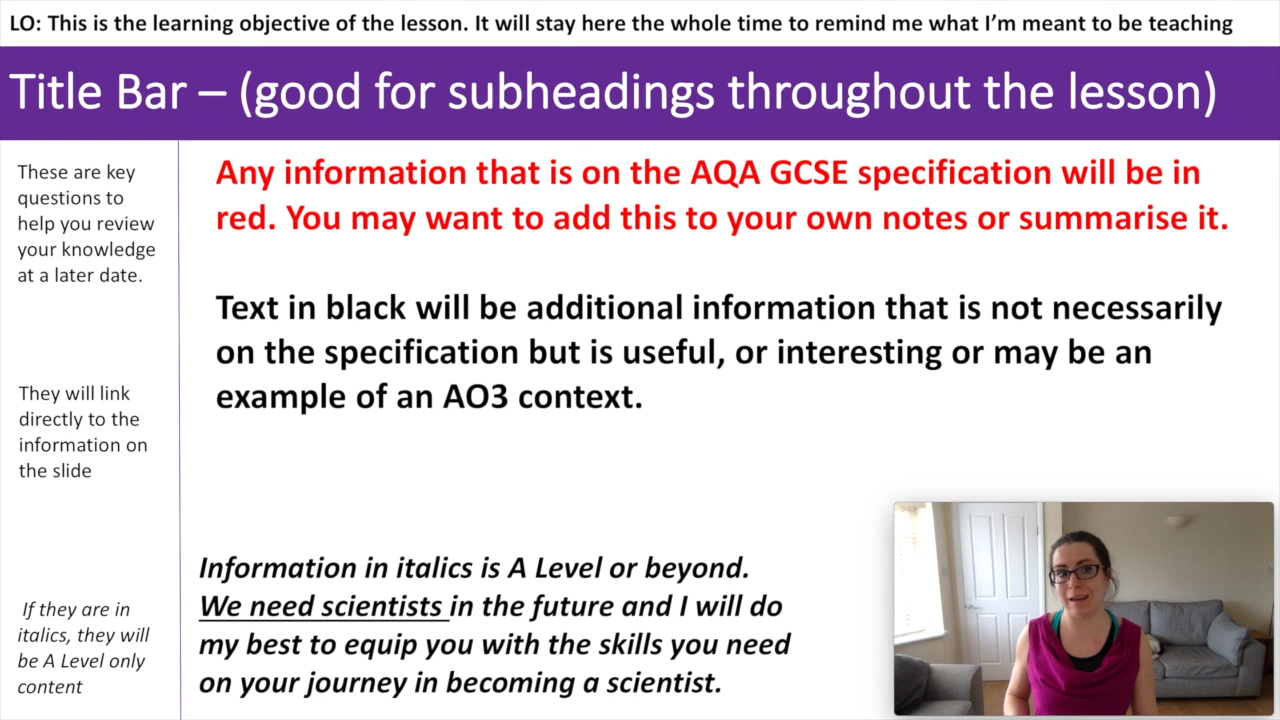 LO: This is the learning objective of the lesson. It will stay here the whole time to remind me what I’m meant to be teaching
Title Bar – (good for subheadings throughout the lesson)
These are key
questions to
help you review
your knowledge
at a later date.
They will link
directly to the
information on
the slide
If they are in
italics, they will
be A Level only
content
Any information that is on the AQA GCSE specification will be in
red. You may want to add this to your own notes or summarise it.
Text in black will be additional information that is not necessarily
on the specification but is useful, or interesting or may be an
example of an AO3 context.
Information in italics is A Level or beyond.
We need scientists in the future and I will do
my best to equip you with the skills you need
on your journey in becoming a scientist.